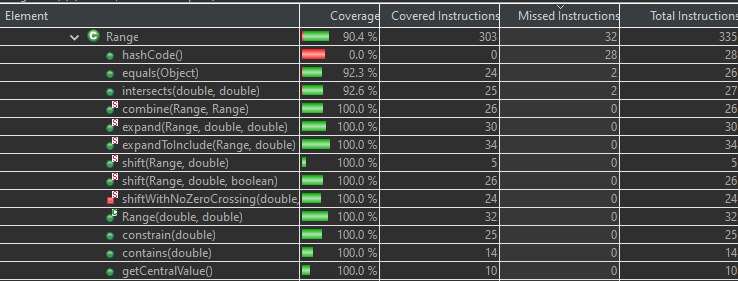 Element Coverage Covered Instructions Missed Instructions Total Instructions
C Range 90.4 % 303 32 335
hashCode() 0.0 % 0 28 28
equals(Object) 92.3 % 24 2 26
intersects(double, double) 92.6 % 25 2 27
S combine(Range, Range) 100.0 % 26 0 26
S expand(Range, double, double) 100.0 % 30 0 30
S expandToInclude(Range, double) 100.0 % 34 0 34
S shift(Range, double) 100.0 % 5 0 5
S shift(Range, double, boolean) 100.0 % 26 0 26
S shiftWithNoZeroCrossing(double, 100.0 % 24 0 24
C Range(double, double) 100.0 % 32 0 32
constrain(double) 100.0 % 25 0 25
contains(double) 100.0 % 14 0 14
getCentralValue() 100.0 % 10 0 10